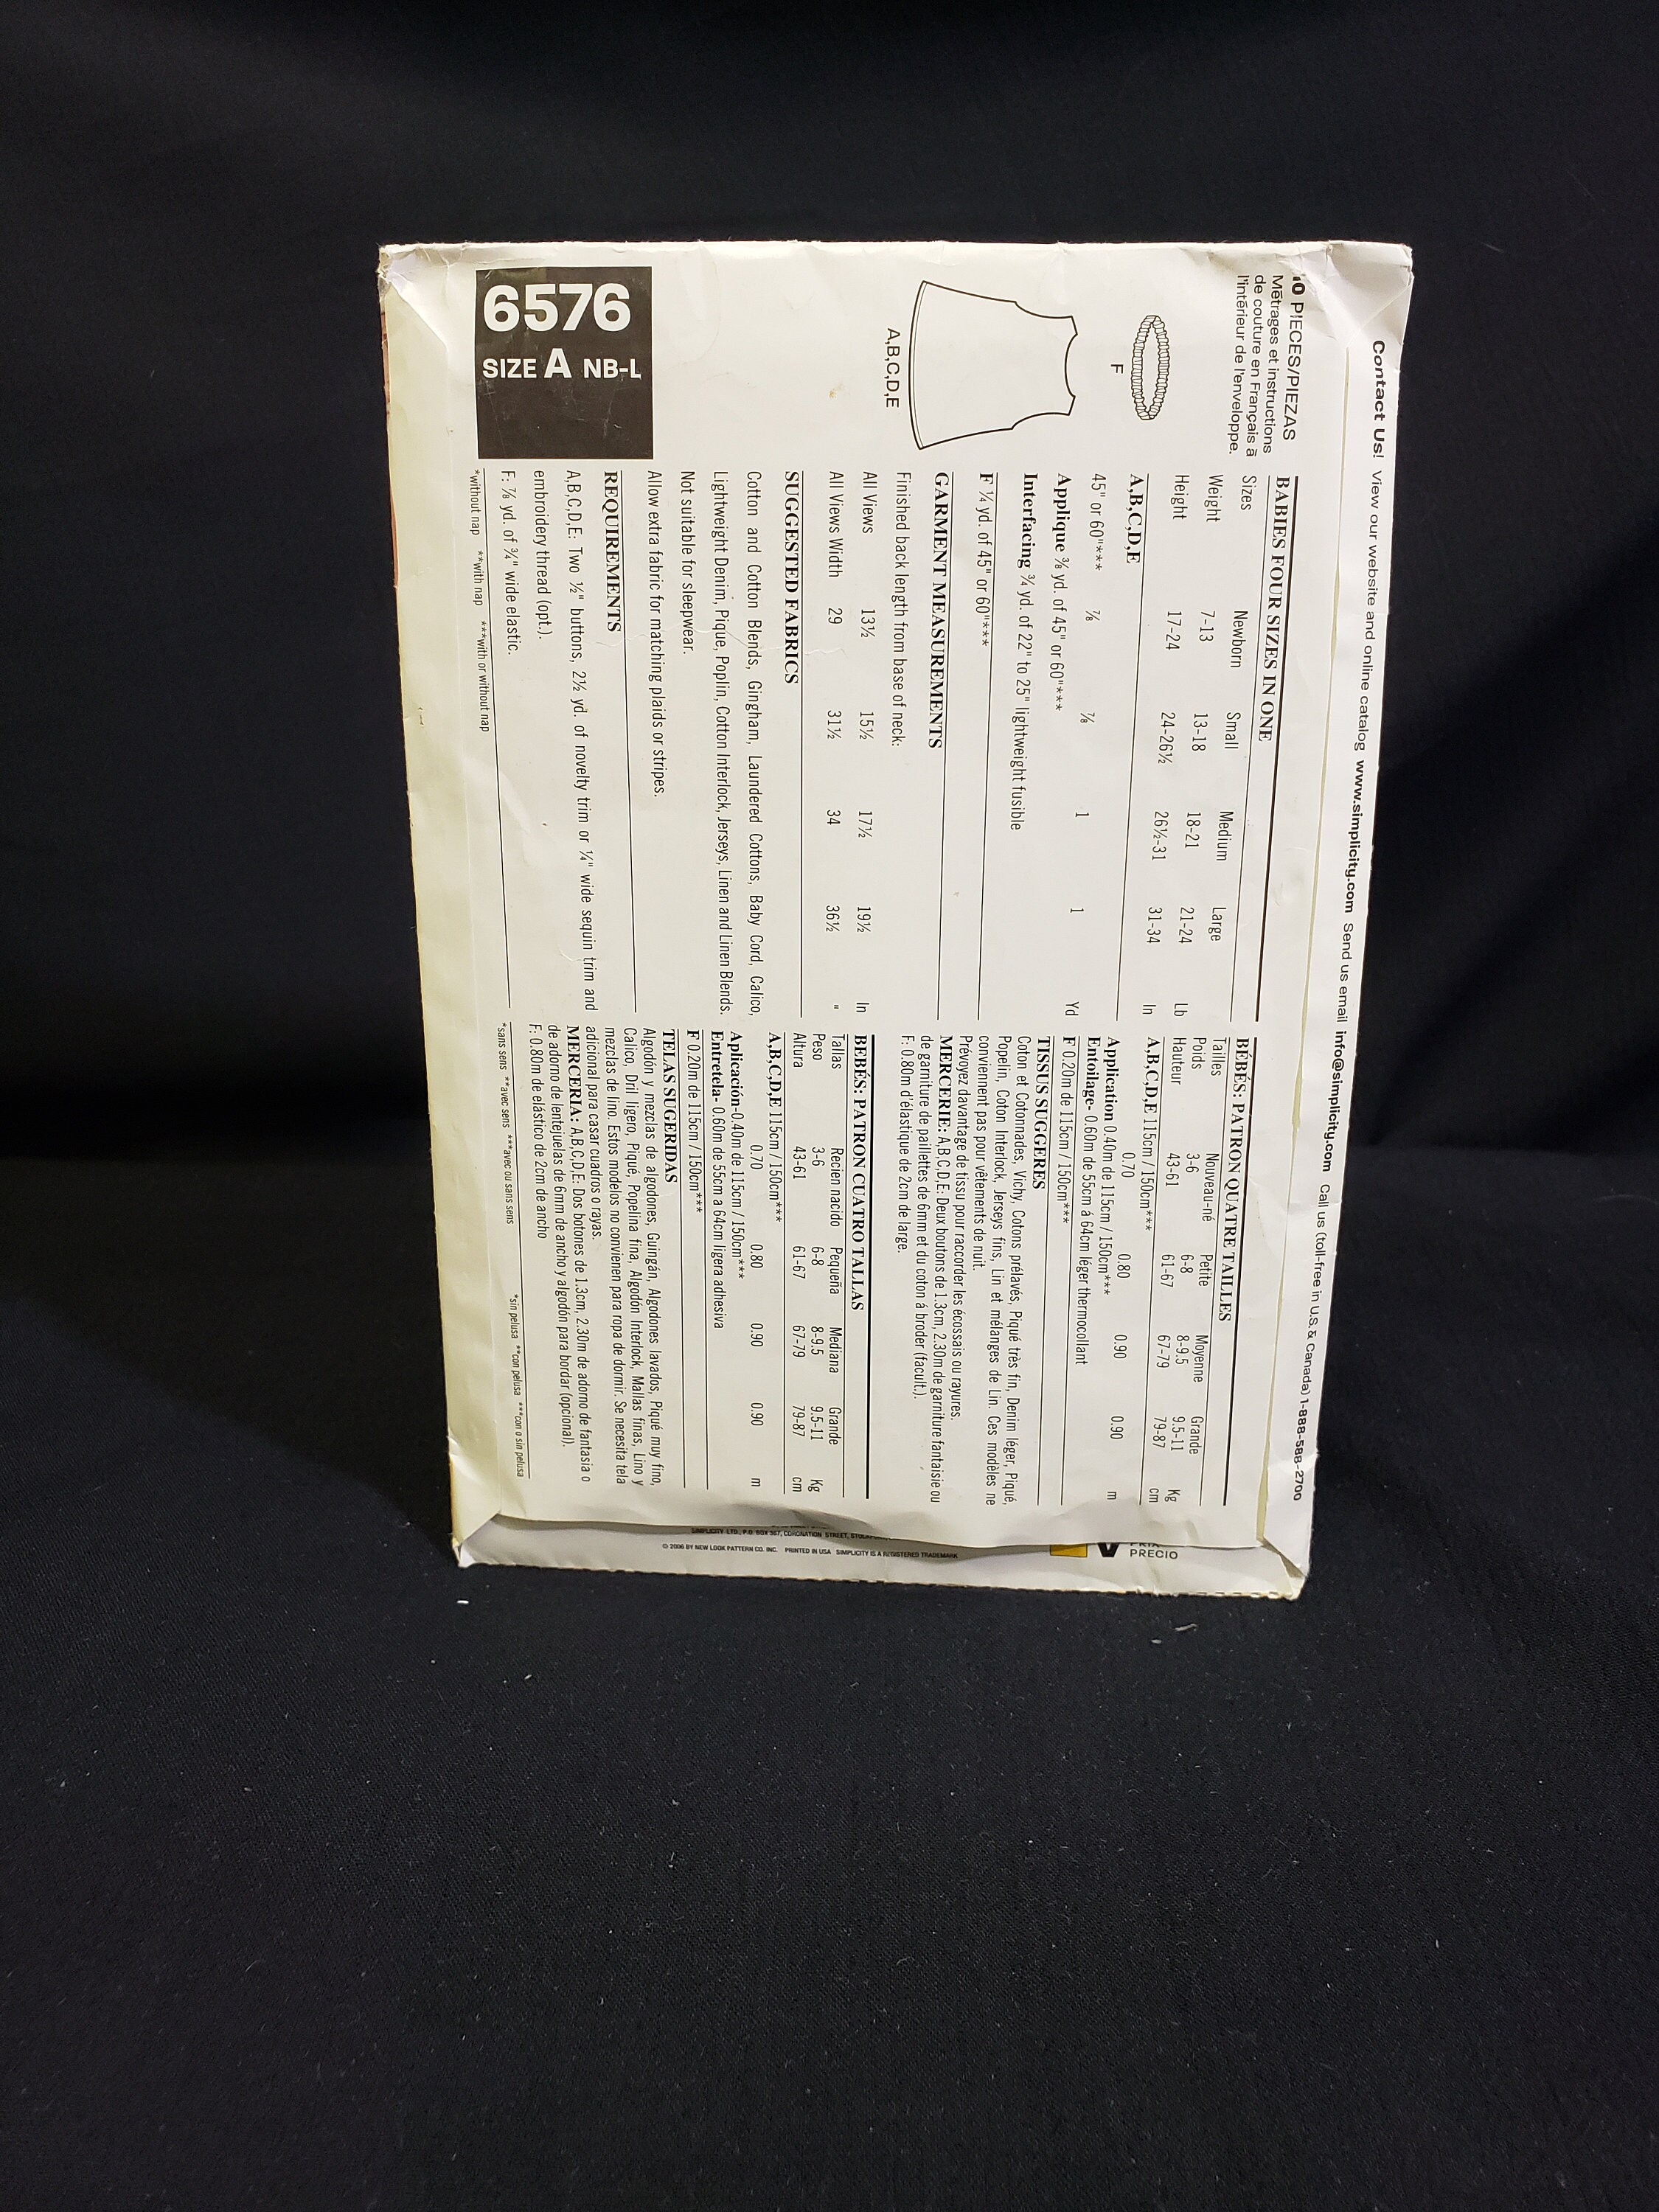 Contact Us! View our website and online catalog www.simplicity.com Send us email info@simplicity.com Call us (toll-free in U.S.& Canada) 1-888-588-2700
10 PIECES/PIEZAS
Métrages et instructions
de couture en Français à
l'intérieur de l'enveloppe.
F
A,B,C,D,E
6576
SIZE A NB-L
BABIES FOUR SIZES IN ONE
Sizes Newborn Small Medium Large
Weight 7-13 13-18 18-21 21-24 Lb
Height 17-24 24-26½ 26½-31 31-34 In
A,B,C,D,E
45" or 60"*** ⅞ ⅞ 1 1 Yd
Applique ⅜ yd. of 45" or 60"***
Interfacing ¾ yd. of 22" to 25" lightweight fusible
F ¼ yd. of 45" or 60"***
GARMENT MEASUREMENTS
Finished back length from base of neck:
All Views 13½ 15½ 17½ 19½ In
All Views Width 29 31½ 34 36½ "
SUGGESTED FABRICS
Cotton and Cotton Blends, Gingham, Laundered Cottons, Baby Cord, Calico,
Lightweight Denim, Pique, Poplin, Cotton Interlock, Jerseys, Linen and Linen Blends.
Not suitable for sleepwear.
Allow extra fabric for matching plaids or stripes.
REQUIREMENTS
A,B,C,D,E: Two ½" buttons, 2½ yd. of novelty trim or ¼" wide sequin trim and
embroidery thread (opt.).
F: ⅞ yd. of ¾" wide elastic.
*without nap **with nap ***with or without nap
BÉBÉS: PATRON QUATRE TAILLES
Tailles Nouveau-né Petite Moyenne Grande
Poids 3-6 6-8 8-9.5 9.5-11 Kg
Hauteur 43-61 61-67 67-79 79-87 cm
A,B,C,D,E 115cm / 150cm***
0.70 0.80 0.90 0.90 m
Application 0.40m de 115cm / 150cm***
Entoilage- 0.60m de 55cm á 64cm léger thermocollant
F 0.20m de 115cm / 150cm***
TISSUS SUGGERES
Coton et Cotonnades, Vichy, Cotons prélavés, Piqué très fin, Denim léger, Piqué,
Popelin, Coton Interlock, Jerseys fins, Lin et mélanges de Lin. Ces modèles ne
conviennent pas pour vêtements de nuit.
Prévoyez davantage de tissu pour raccorder les écossais ou rayures.
MERCERIE: A,B,C,D,E: Deux boutons de 1.3cm, 2.30m de garniture fantaisie ou
de garniture de paillettes de 6mm et du coton à broder (facult.).
F: 0.80m d'élastique de 2cm de large.
BEBÉS: PATRON CUATRO TALLAS
Tallas Recien nacido Pequeña Mediana Grande
Peso 3-6 6-8 8-9.5 9.5-11 Kg
Altura 43-61 61-67 67-79 79-87 cm
A,B,C,D,E 115cm / 150cm***
0.70 0.80 0.90 0.90 m
Aplicación-0.40m de 115cm / 150cm***
Entretela- 0.60m de 55cm a 64cm ligera adhesiva
F 0.20m de 115cm / 150cm***
TELAS SUGERIDAS
Algodón y mezclas de algodones, Guingán, Algodones lavados, Piqué muy fino,
Calico, Dril ligero, Piqué, Popelina fina, Algodón Interlock, Mallas finas, Lino y
mezclas de lino. Estos modelos no convienen para ropa de dormir. Se necesita tela
adicional para casar cuadros o rayas.
MERCERIA: A,B,C,D,E: Dos botones de 1.3cm, 2.30m de adorno de fantasia o
de adorno de lentejuelas de 6mm de ancho y algodón para bordar (opcional).
F: 0.80m de elástico de 2cm de ancho
*sans sens **avec sens ***avec ou sans sens *sin pelusa **con pelusa ***con o sin pelusa
PRECIO
SIMPLICITY LTD., P.O. BOX 367, CORONATION STREET,
© 2006 BY NEW LOOK PATTERN CO. INC. PRINTED IN USA SIMPLICITY IS A REGISTERED TRADEMARK